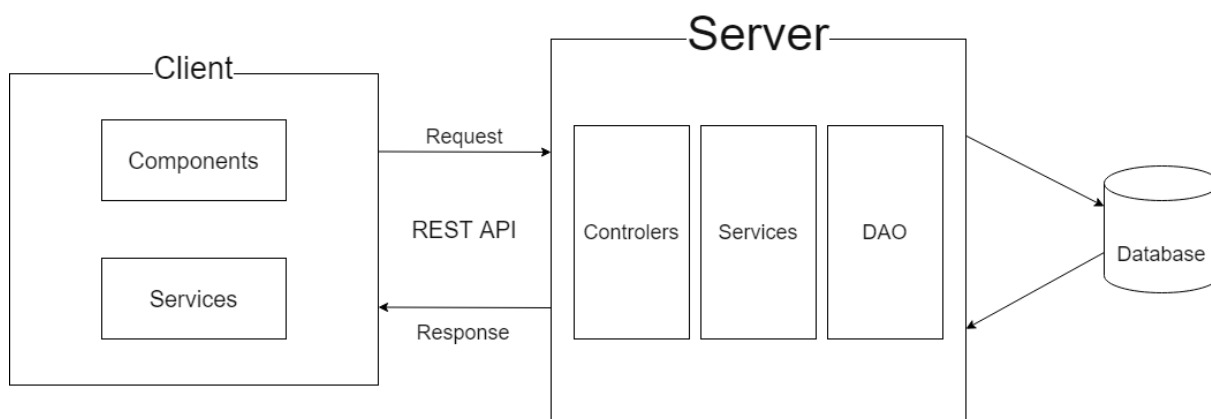 Client
Components
Services
Request
REST API
Response
Server
Controlers
Services
DAO
Database